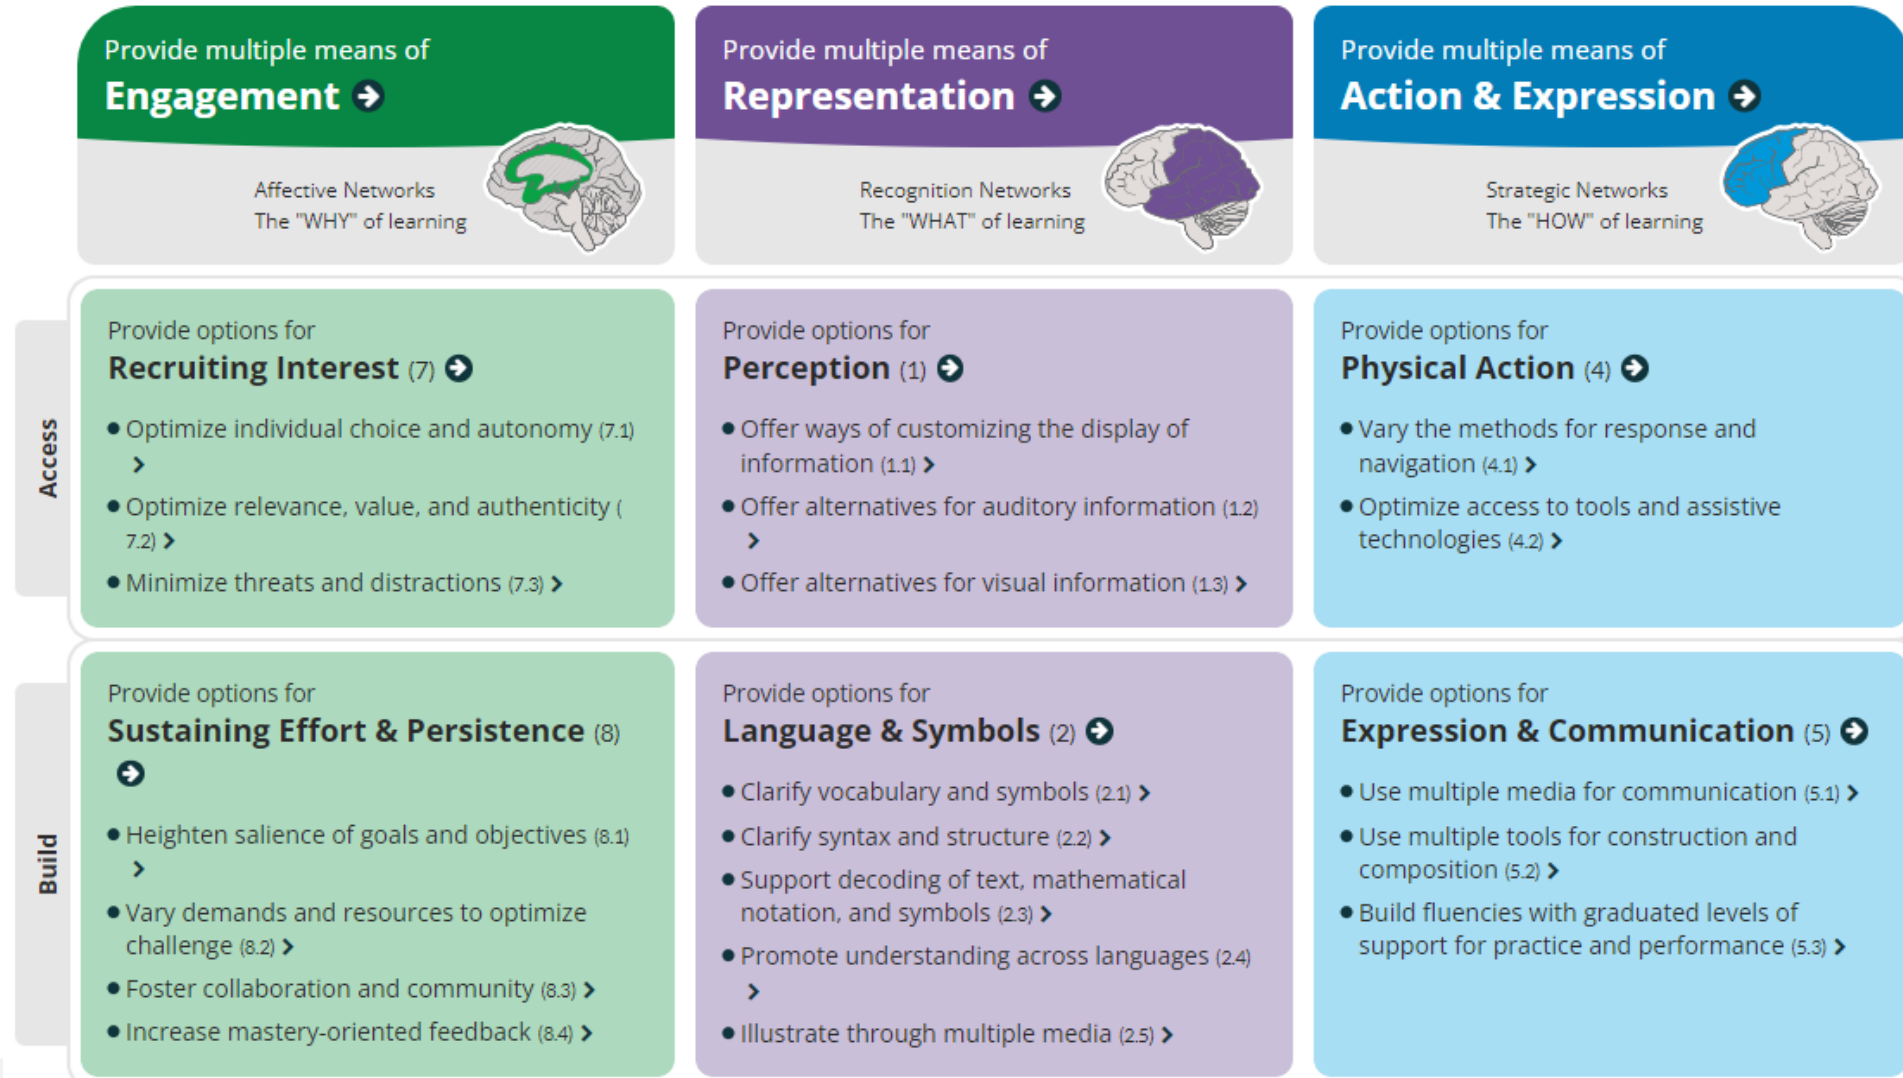 Provide multiple means of
Engagement
Affective Networks
The "WHY" of learning
Provide multiple means of
Representation
Recognition Networks
The "WHAT" of learning
Provide multiple means of
Action & Expression
Strategic Networks
The "HOW" of learning
Access
Provide options for
Recruiting Interest (7)
• Optimize individual choice and autonomy (7.1)
• Optimize relevance, value, and authenticity (
7.2)
• Minimize threats and distractions (7.3)
Provide options for
Perception (1)
• Offer ways of customizing the display of
information (1.1)
• Offer alternatives for auditory information (1.2)
• Offer alternatives for visual information (1.3)
Provide options for
Physical Action (4)
• Vary the methods for response and
navigation (4.1)
• Optimize access to tools and assistive
technologies (4.2)
Build
Provide options for
Sustaining Effort & Persistence (8)
• Heighten salience of goals and objectives (8.1)
• Vary demands and resources to optimize
challenge (8.2)
• Foster collaboration and community (8.3)
• Increase mastery-oriented feedback (8.4)
Provide options for
Language & Symbols (2)
• Clarify vocabulary and symbols (2.1)
• Clarify syntax and structure (2.2)
• Support decoding of text, mathematical
notation, and symbols (2.3)
• Promote understanding across languages (2.4)
• Illustrate through multiple media (2.5)
Provide options for
Expression & Communication (5)
• Use multiple media for communication (5.1)
• Use multiple tools for construction and
composition (5.2)
• Build fluencies with graduated levels of
support for practice and performance (5.3)